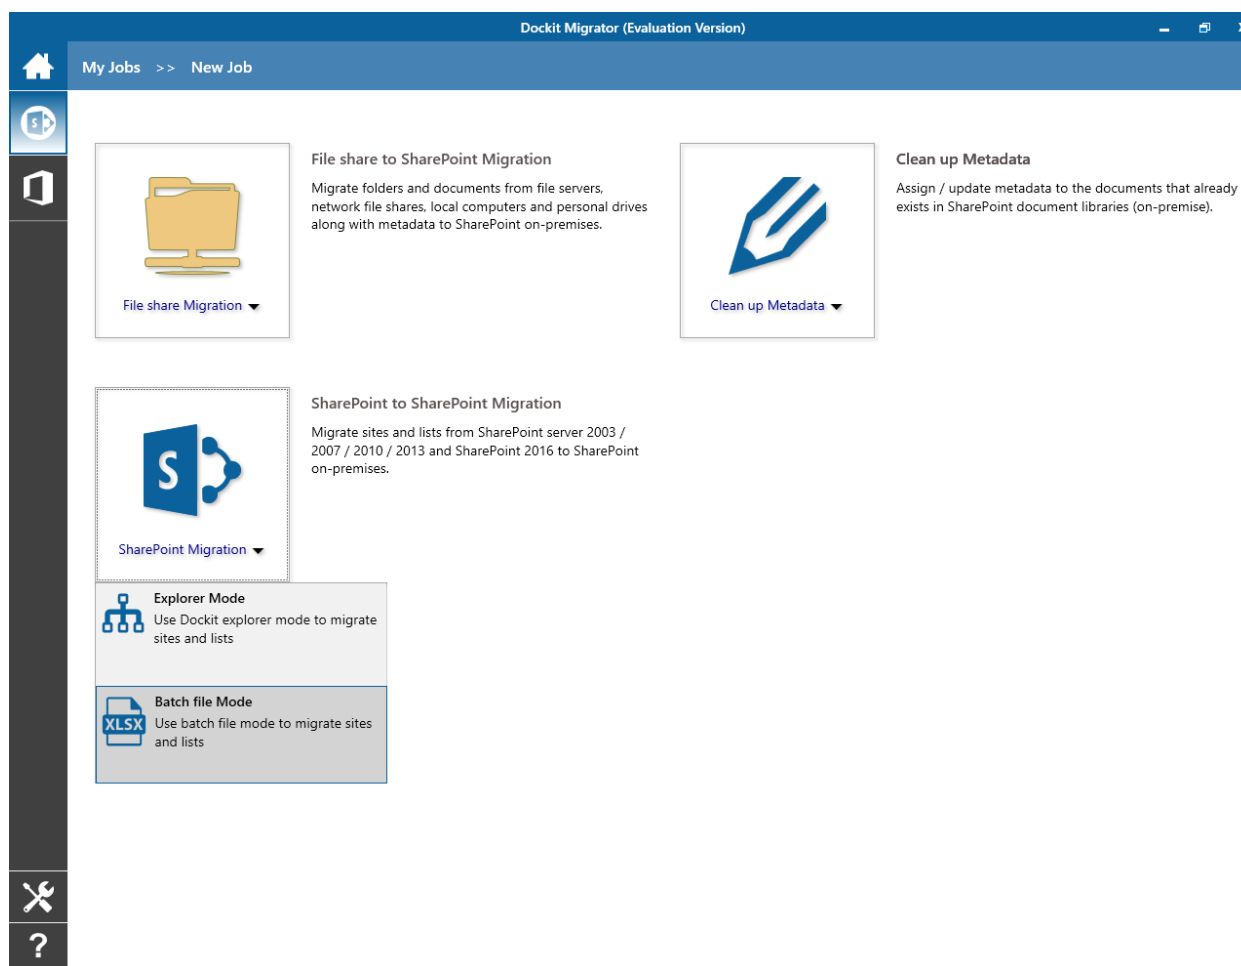 Dockit Migrator (Evaluation Version)
My Jobs >> New Job
File share to SharePoint Migration
Migrate folders and documents from file servers,
network file shares, local computers and personal drives
along with metadata to SharePoint on-premises.
File share Migration
Clean up Metadata
Assign / update metadata to the documents that already
exists in SharePoint document libraries (on-premise).
Clean up Metadata
SharePoint to SharePoint Migration
Migrate sites and lists from SharePoint server 2003 /
2007 / 2010 / 2013 and SharePoint 2016 to SharePoint
on-premises.
S
SharePoint Migration
Explorer Mode
Use Dockit explorer mode to migrate
sites and lists
Batch file Mode
XLSX
Use batch file mode to migrate sites
and lists
?